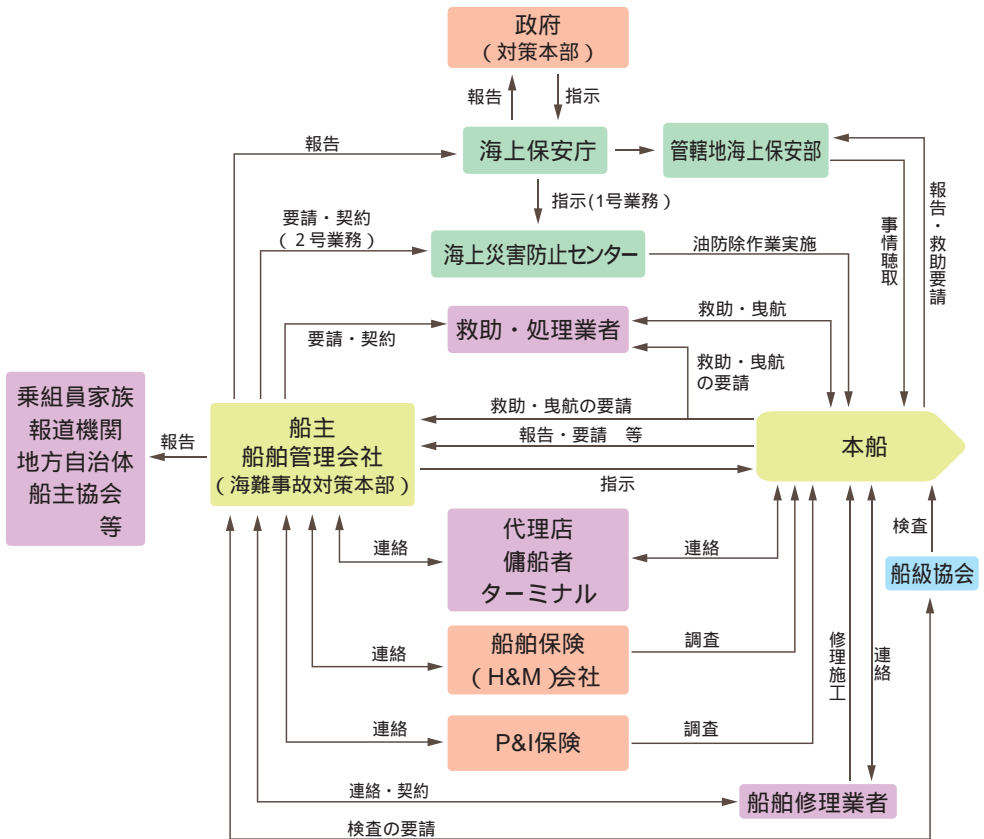 政府
(対策本部)
報告
指示
海上保安庁
管轄地海上保安部
報告
指示(1号業務)
報告・救助要請
事情聴取
要請・契約
(2号業務)
海上災害防止センター
油防除作業実施
救助・曳航
要請・契約
救助・処理業者
救助・曳航
の要請
乗組員家族
報道機関
地方自治体
船主協会
等
報告
船主
船舶管理会社
(海難事故対策本部)
救助・曳航の要請
報告・要請 等
指示
本船
検査
船級協会
連絡
代理店
傭船者
ターミナル
連絡
連絡
船舶保険
(H&M)会社
調査
修理施工
連絡
連絡
P&I保険
調査
連絡・契約
船舶修理業者
検査の要請